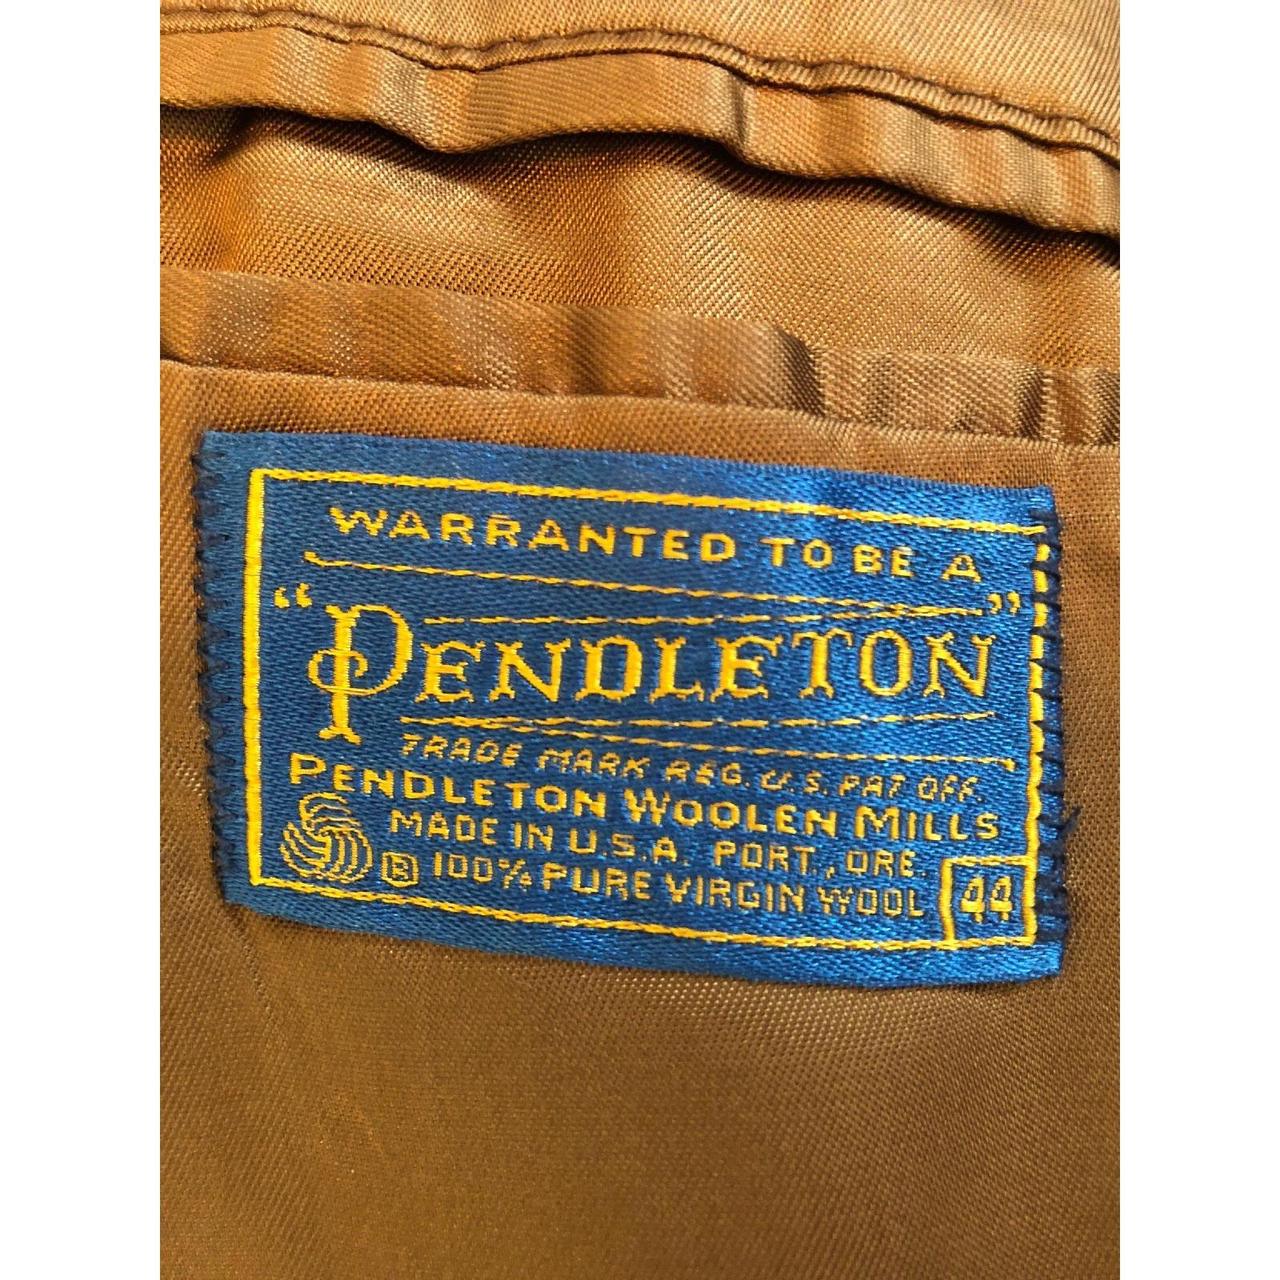 WARRANTED TO BE A
"PENDLETON"
TRADE MARK REG. U.S. PAT OFF.
PENDLETON WOOLEN MILLS
MADE IN U.S.A. PORT., ORE.
® 100% PURE VIRGIN WOOL 44